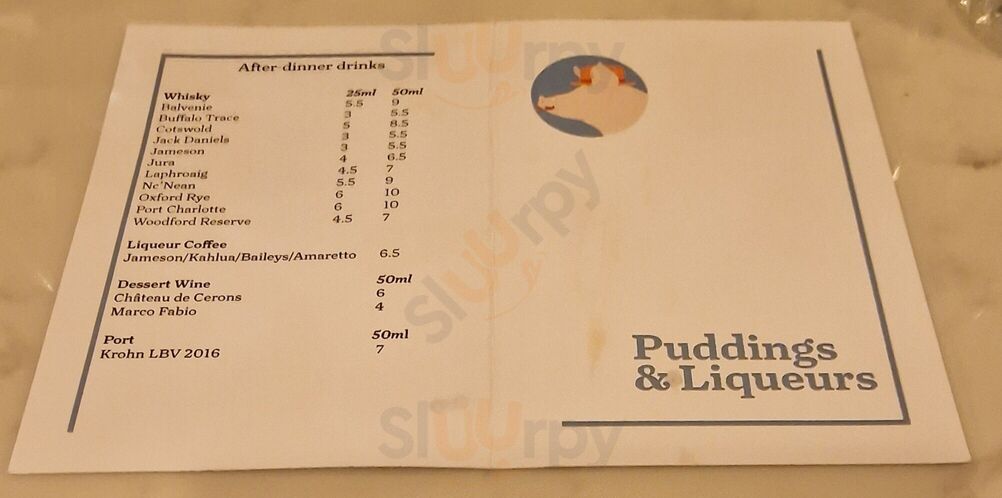 After dinner drinks
Whisky 25ml 50ml
Balvenie 5.5 9
Buffalo Trace 3 5.5
Cotswold 5 8.5
Jack Daniels 3 5.5
Jameson 3 5.5
Jura 4 6.5
Laphroaig 4.5 7
Nc'Nean 5.5 9
Oxford Rye 6 10
Port Charlotte 6 10
Woodford Reserve 4.5 7
Liqueur Coffee
Jameson/Kahlua/Baileys/Amaretto 6.5
Dessert Wine 50ml
Château de Cerons 6
Marco Fabio 4
Port 50ml
Krohn LBV 2016 7
Puddings
& Liqueurs
Sluurpy
Sluurpy
Sluurpy